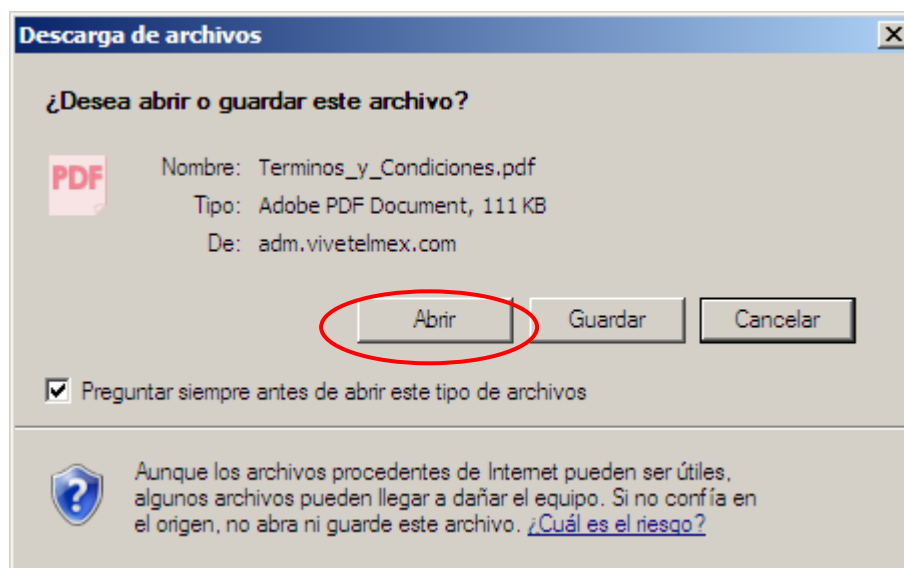 Descarga de archivos
¿Desea abrir o guardar este archivo?
PDF
Nombre: Terminos_y_Condiciones.pdf
Tipo: Adobe PDF Document, 111 KB
De: adm.vivetelmex.com
Abrir Guardar Cancelar
Preguntar siempre antes de abrir este tipo de archivos
Aunque los archivos procedentes de Internet pueden ser útiles,
algunos archivos pueden llegar a dañar el equipo. Si no confía en
el origen, no abra ni guarde este archivo. ¿Cuál es el riesgo?